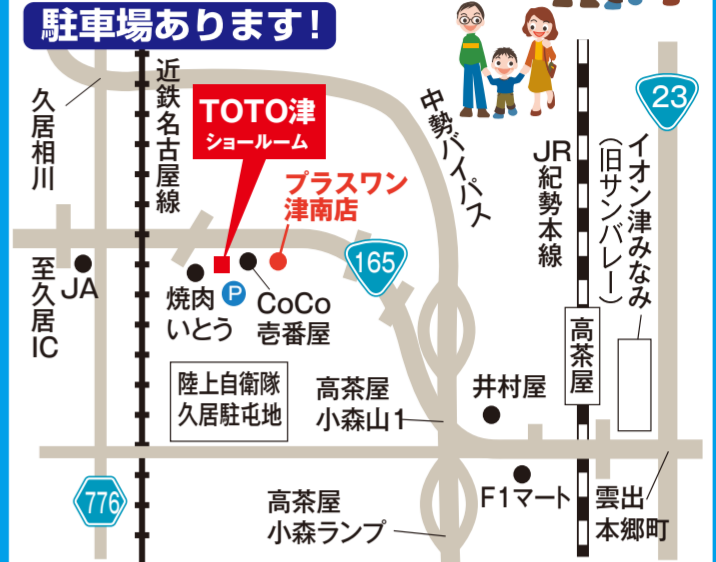 駐車場あります!
久居相川
近鉄名古屋線
TOTO津
ショールーム
プラスワン
津南店
中勢バイパス
JR紀勢本線
23
イオン津みなみ
(旧サンバレー)
165
至久居IC
JA
焼肉
いとう
P
CoCo
壱番屋
陸上自衛隊
久居駐屯地
高茶屋
小森山1
井村屋
高茶屋
776
高茶屋
小森ランプ
F1マート
雲出
本郷町